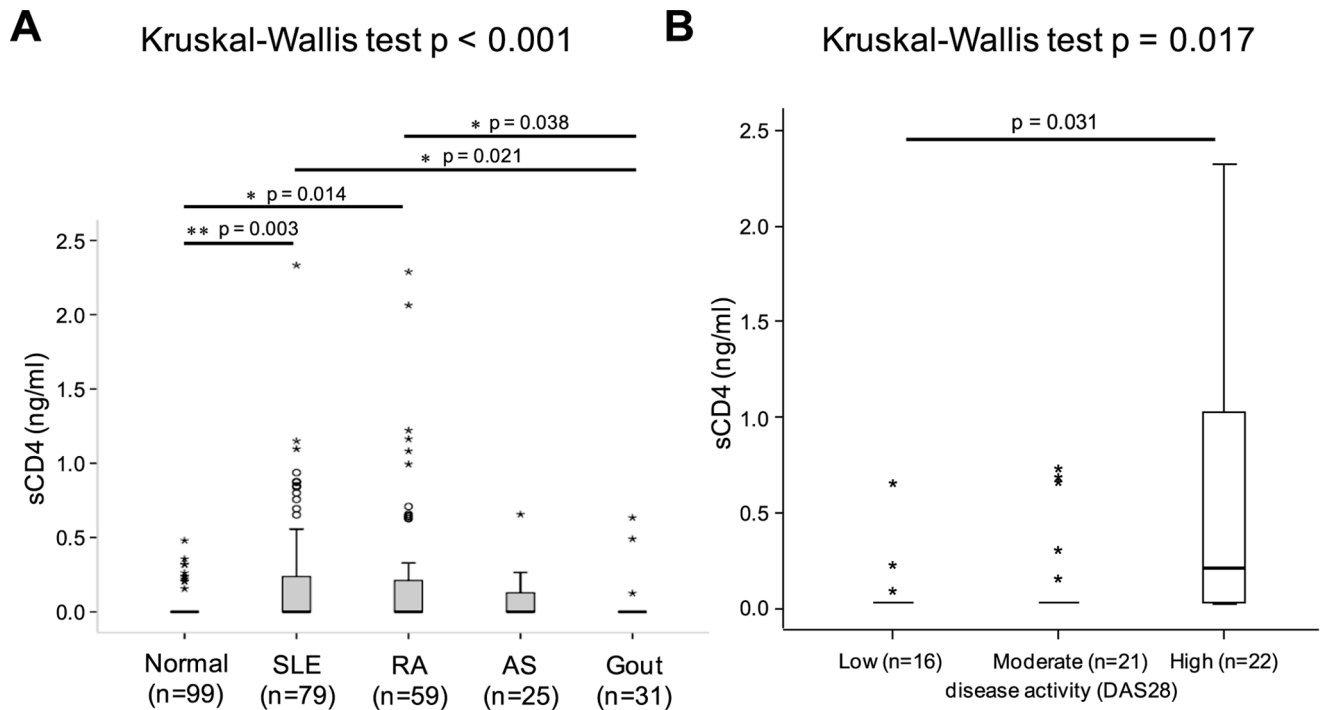 A
Kruskal-Wallis test p < 0.001
* p = 0.038
* p = 0.021
* p = 0.014
** p = 0.003
sCD4 (ng/ml)
2.5
2.0
1.5
1.0
0.5
0.0
Normal SLE RA AS Gout
(n=99) (n=79) (n=59) (n=25) (n=31)
B
Kruskal-Wallis test p = 0.017
p = 0.031
sCD4 (ng/ml)
2.5
2.0
1.5
1.0
0.5
0.0
Low (n=16) Moderate (n=21) High (n=22)
disease activity (DAS28)